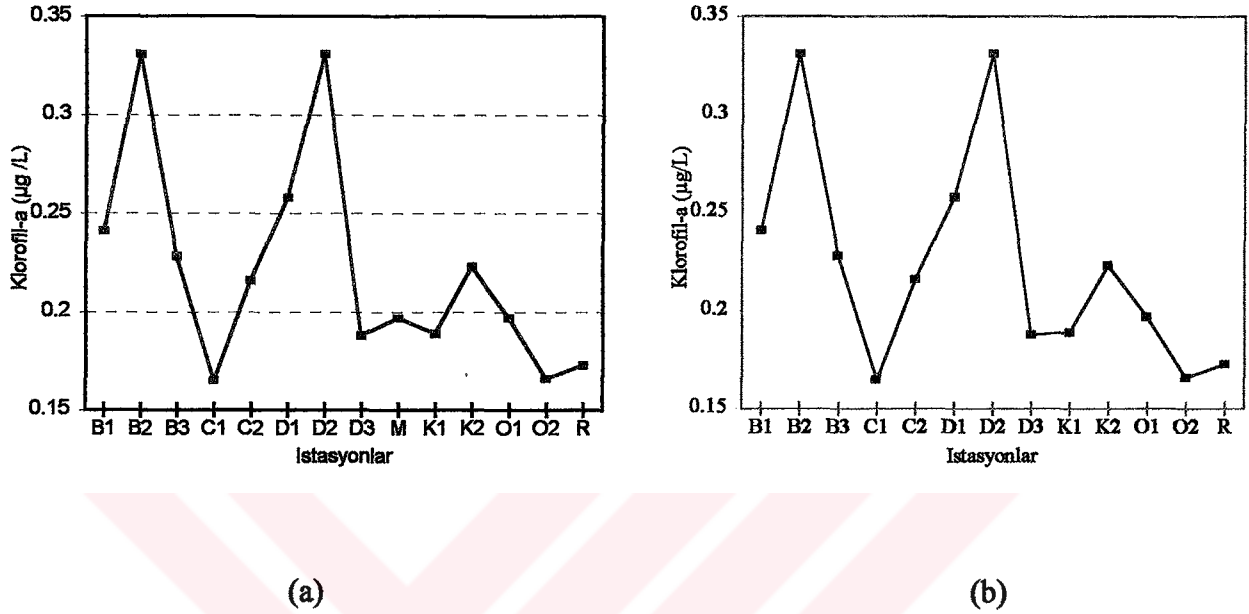 0.35
0.3
0.25
0.2
0.15
Klorofil-a (µg /L)
B1 B2 B3 C1 C2 D1 D2 D3 M K1 K2 O1 O2 R
Istasyonlar
(a)
0.35
0.3
0.25
0.2
0.15
Klorofil-a (µg/L)
B1 B2 B3 C1 C2 D1 D2 D3 K1 K2 O1 O2 R
Istasyonlar
(b)